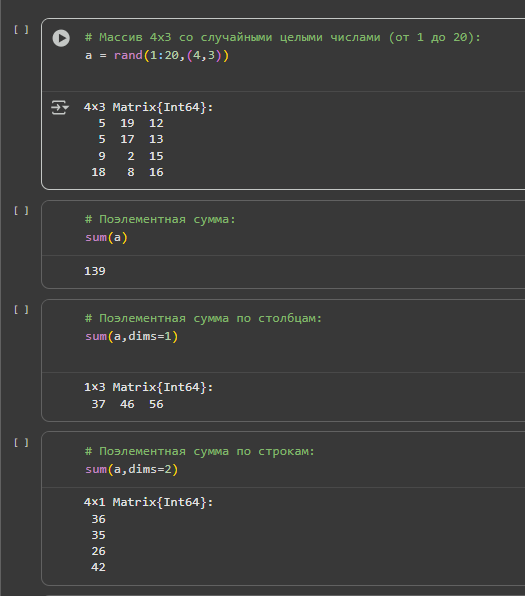 [ ]
# Массив 4x3 со случайными целыми числами (от 1 до 20):
a = rand(1:20,(4,3))
4×3 Matrix{Int64}:
5 19 12
5 17 13
9 2 15
18 8 16
[ ]
# Поэлементная сумма:
sum(a)
139
[ ]
# Поэлементная сумма по столбцам:
sum(a,dims=1)
1×3 Matrix{Int64}:
37 46 56
[ ]
# Поэлементная сумма по строкам:
sum(a,dims=2)
4×1 Matrix{Int64}:
36
35
26
42